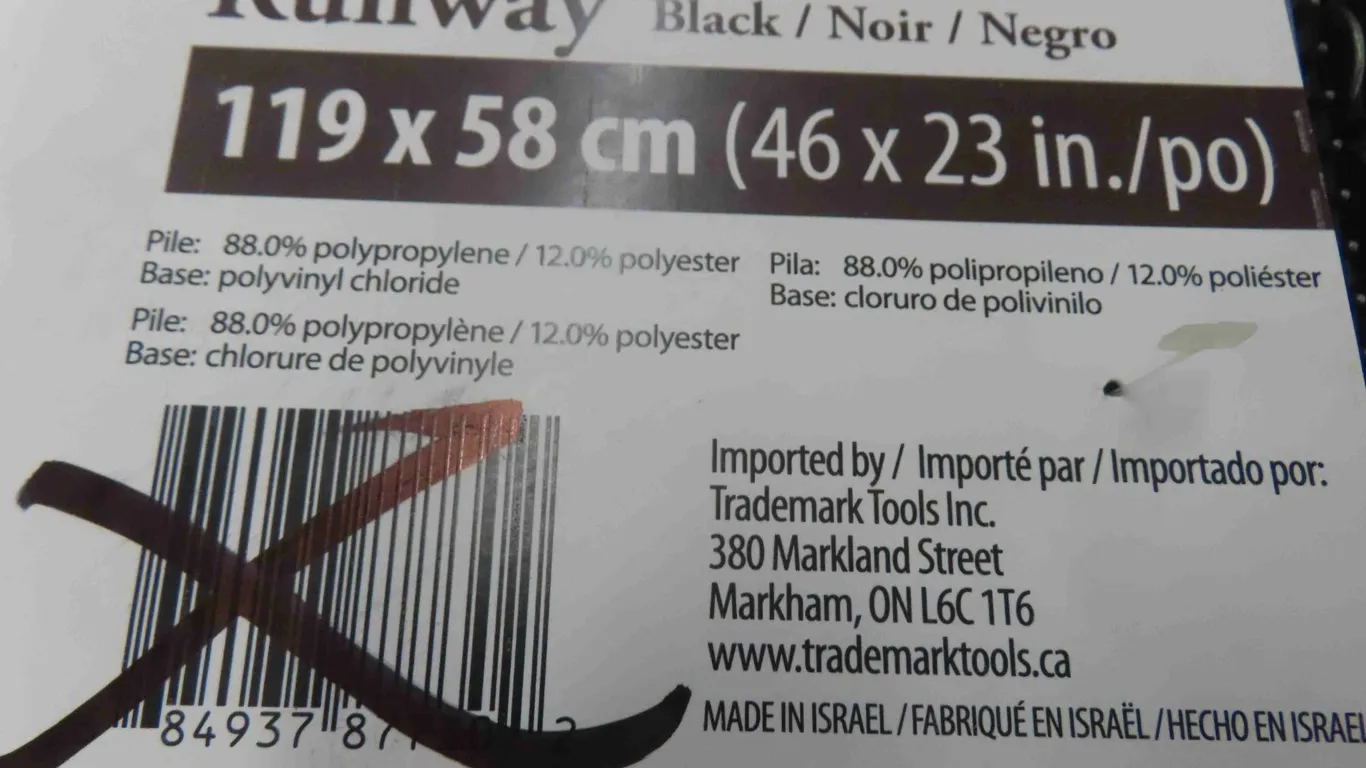 Runway Black / Noir / Negro
119 x 58 cm (46 x 23 in./po)
Pile: 88.0% polypropylene / 12.0% polyester
Base: polyvinyl chloride
Pile: 88.0% polypropylène / 12.0% polyester
Base: chlorure de polyvinyle
Pila: 88.0% polipropileno / 12.0% poliéster
Base: cloruro de polivinilo
Imported by / Importé par / Importado por:
Trademark Tools Inc.
380 Markland Street
Markham, ON L6C 1T6
www.trademarktools.ca
MADE IN ISRAEL / FABRIQUÉ EN ISRAËL / HECHO EN ISRAEL
84937